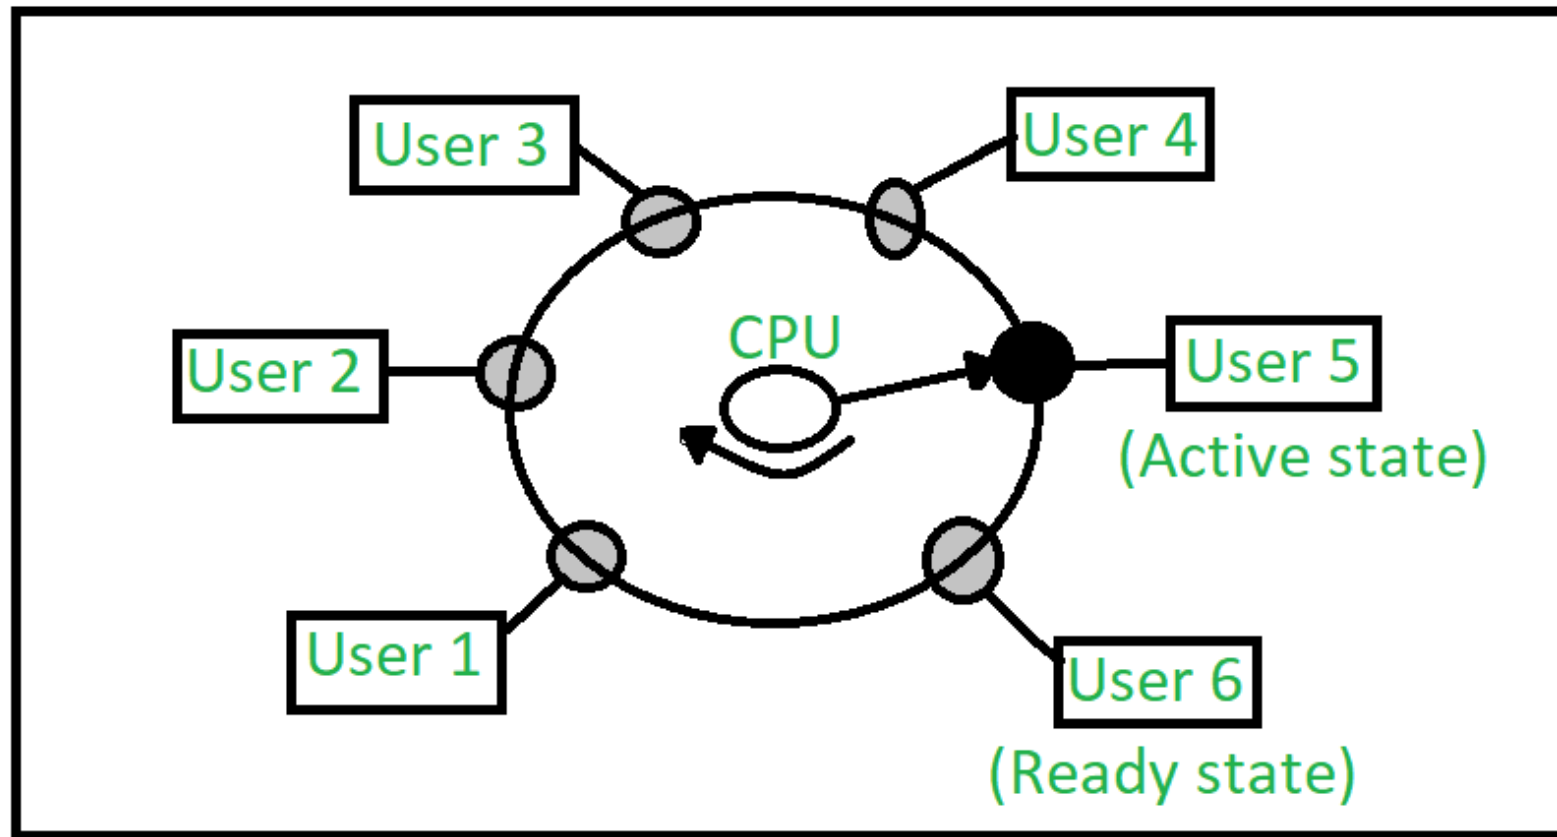 User 3
User 4
CPU
User 2
User 5
(Active state)
User 1
User 6
(Ready state)